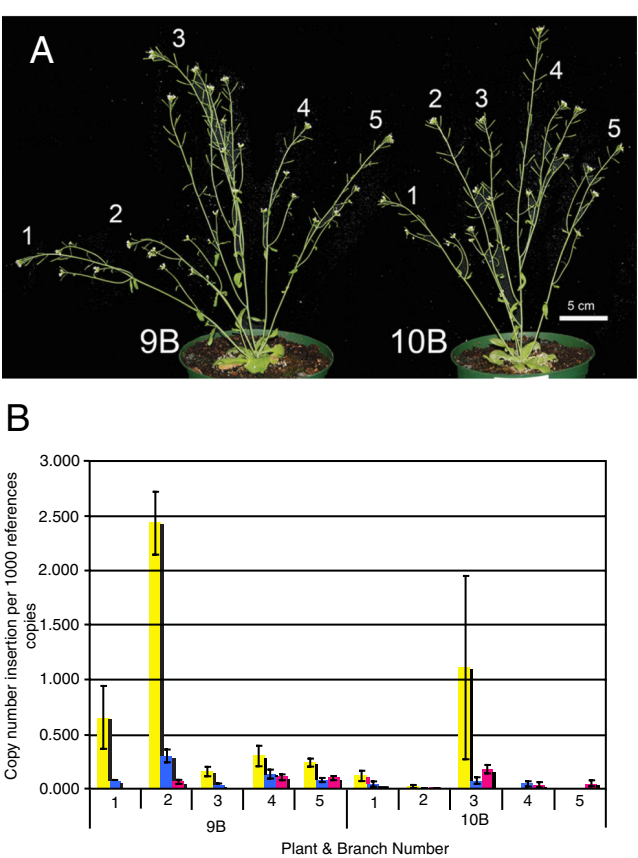 A
3
4
5
2
1
9B
4
2
3
5
1
5 cm
10B
B
Copy number insertion per 1000 references
copies
3.000
2.500
2.000
1.500
1.000
0.500
0.000
1 2 3 4 5 1 2 3 4 5
9B 10B
Plant & Branch Number